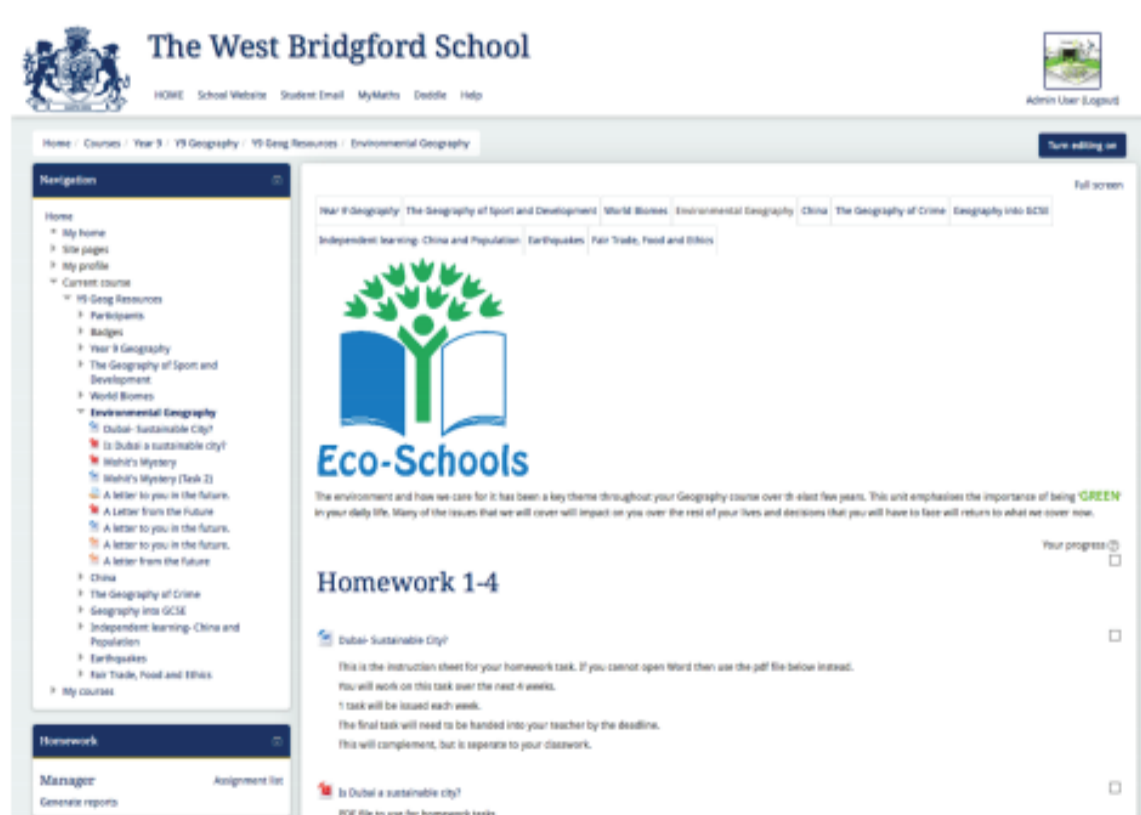 The West Bridgford School
HOME School Website Student Email MyMaths Doddle Help
Admin User (Logout)
Home / Courses / Year 9 / Y9 Geography / Y9 Geog Resources / Environmental Geography
Turn editing on
Navigation
Home
My home
Site pages
My profile
Current course
Y9 Geog Resources
Participants
Badges
Year 9 Geography
The Geography of Sport and
Development
World Biomes
Environmental Geography
Dubai- Sustainable City?
Is Dubai a sustainable city?
Mohit's Mystery
Mohit's Mystery (Task 2)
A letter to you in the future.
A Letter from the Future
A letter to you in the future.
A letter to you in the future.
A letter from the future
China
The Geography of Crime
Geography into GCSE
Independent learning- China and
Population
Earthquakes
Fair Trade, Food and Ethics
My courses
Homework
Manager
Assignment list
Generate reports
Full screen
Year 9 Geography The Geography of Sport and Development World Biomes Environmental Geography China The Geography of Crime Geography into GCSE
Independent learning- China and Population Earthquakes Fair Trade, Food and Ethics
Eco-Schools
The environment and how we care for it has been a key theme throughout your Geography course over th elast few years. This unit emphasises the importance of being 'GREEN'
in your daily life. Many of the issues that we will cover will impact on you over the rest of your lives and decisions that you will have to face will return to what we cover now.
Your progress
Homework 1-4
Dubai- Sustainable City?
This is the instruction sheet for your homework task. If you cannot open Word then use the pdf file below instead.
You will work on this task over the next 4 weeks.
1 task will be issued each week.
The final task will need to be handed into your teacher by the deadline.
This will complement, but is seperate to your classwork.
Is Dubai a sustainable city?
PDF file to use for homework tasks